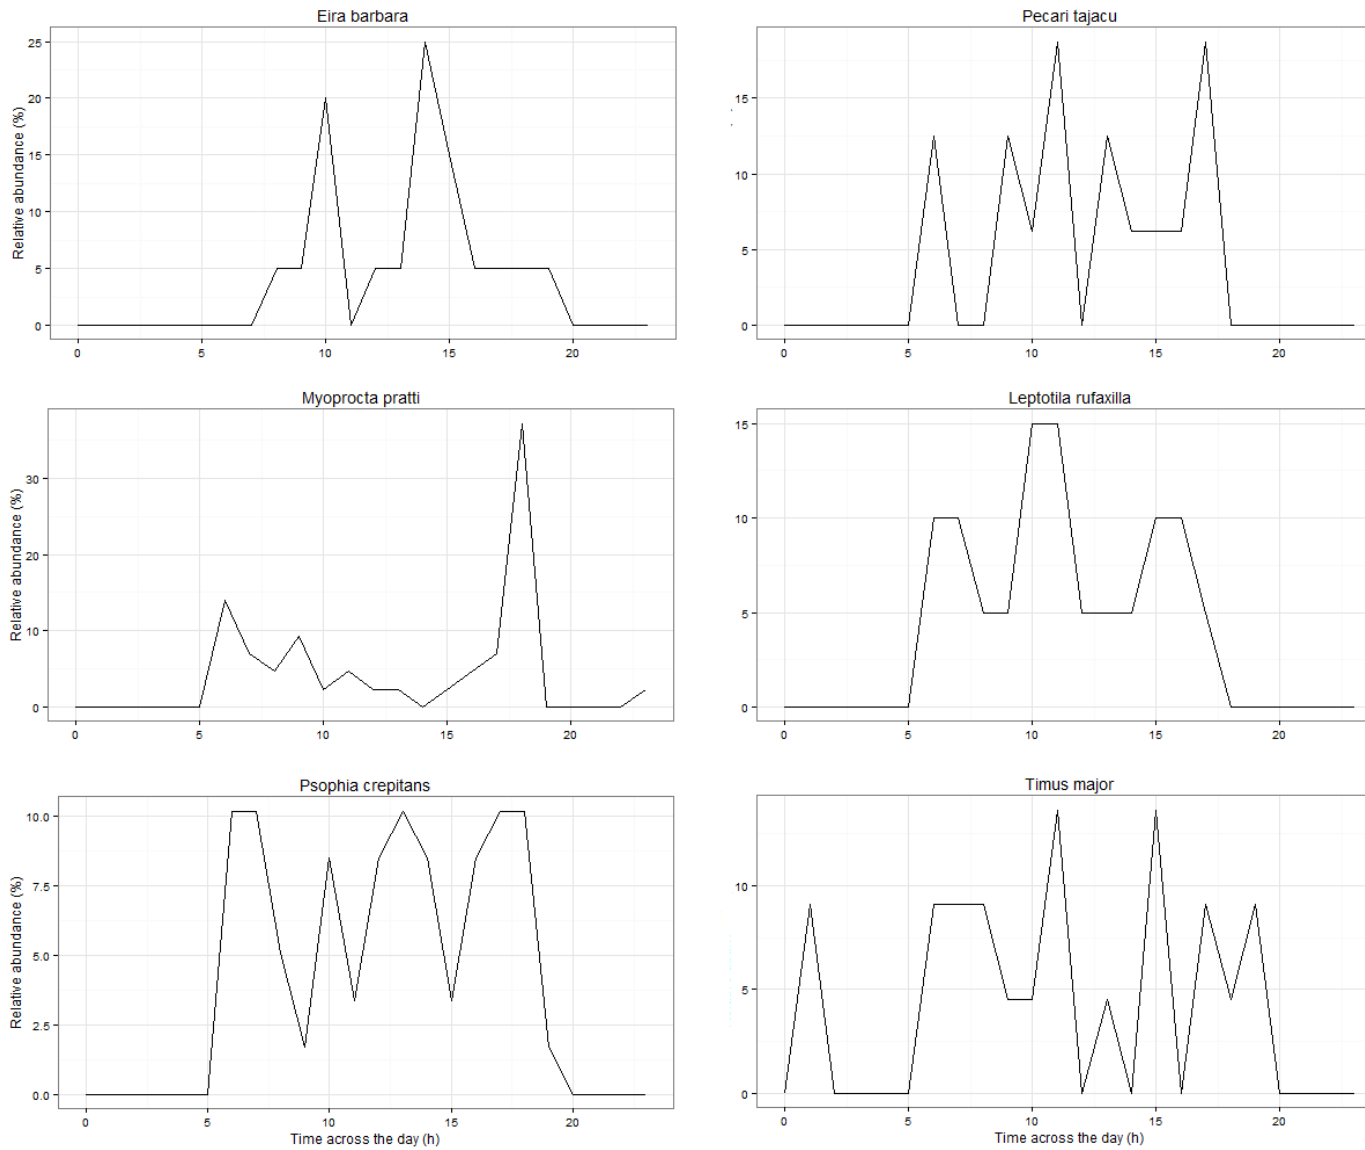 Eira barbara
Relative abundance (%)
25
20
15
10
5
0
0 5 10 15 20
Pecari tajacu
15
10
5
0
0 5 10 15 20
Myoprocta pratti
Relative abundance (%)
30
20
10
0
0 5 10 15 20
Leptotila rufaxilla
15
10
5
0
0 5 10 15 20
Psophia crepitans
Relative abundance (%)
10.0
7.5
5.0
2.5
0.0
0 5 10 15 20
Time across the day (h)
Timus major
10
5
0
0 5 10 15 20
Time across the day (h)